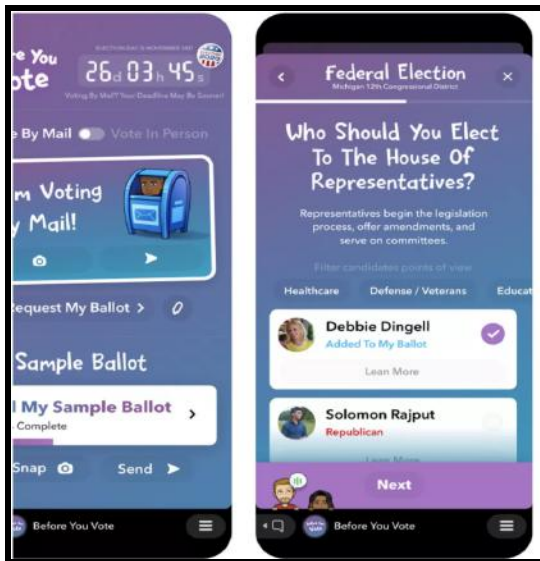 re You
ote
ELECTION DAY IS NOVEMBER 3RD!
26d 03h 45s
Voting By Mail? Your Deadline May Be Sooner!
e By Mail Vote In Person
m Voting
y Mail!
equest My Ballot >
Sample Ballot
l My Sample Ballot >
Complete
Snap
Send
Before You Vote
Federal Election
Michigan 12th Congressional District
Who Should You Elect
To The House Of
Representatives?
Representatives begin the legislation
process, offer amendments, and
serve on committees.
Filter candidates points of view
Healthcare Defense / Veterans Educat
Debbie Dingell
Added To My Ballot
Lean More
Solomon Rajput
Republican
Lean More
Next
Before You Vote